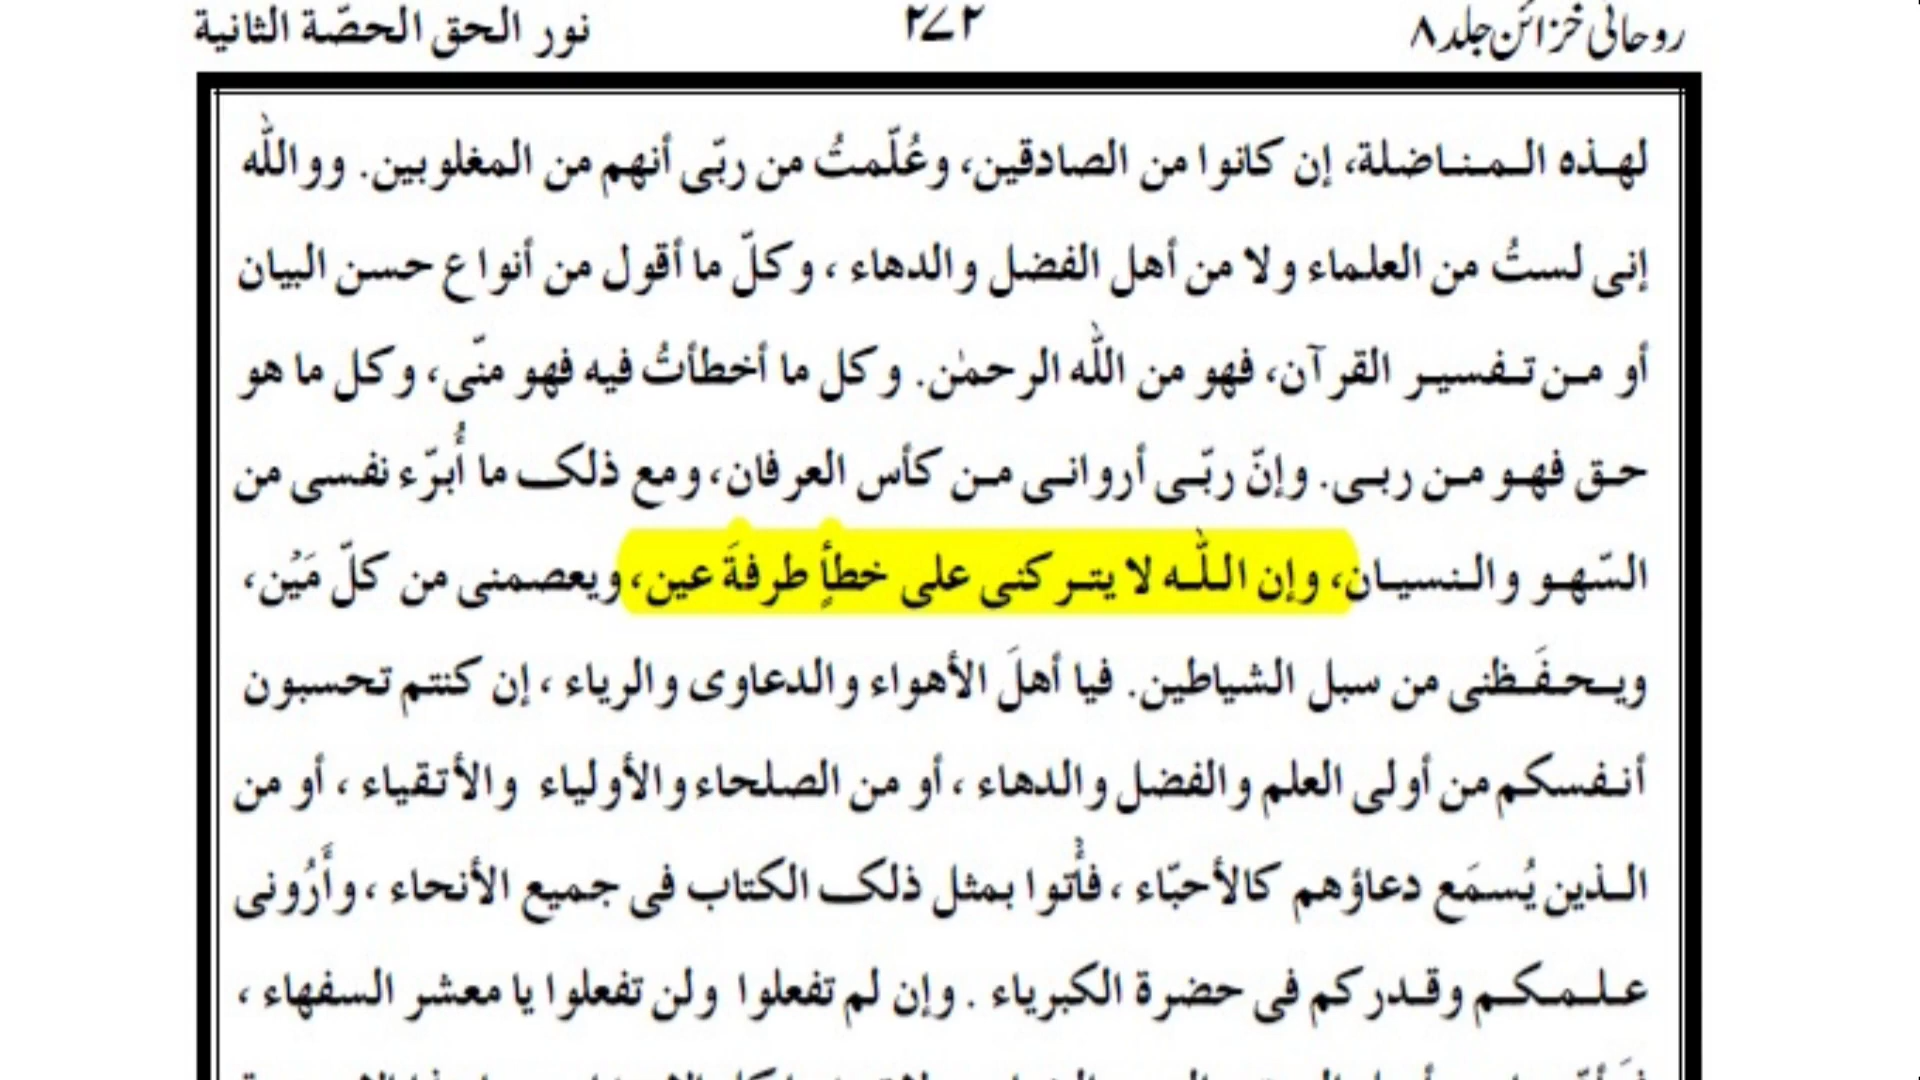 روحانی خزائن جلد ۸ ۲۷۲ نور الحق الحصّة الثانية
لهذه المناضلة، إن كانوا من الصادقين، وعُلّمتُ من ربّى أنهم من المغلوبين. ووالله
إنى لستُ من العلماء ولا من أهل الفضل والدهاء ، وكلّ ما أقول من أنواع حسن البيان
أو من تفسير القرآن، فهو من الله الرحمٰن. وكل ما أخطأتُ فيه فهو منّى، وكل ما هو
حق فهو من ربى. وإنّ ربّى أروانى من كأس العرفان، ومع ذلک ما أُبرّء نفسى من
السّهو والنسيان، وإن اللّٰه لا يتركنى على خطأٍ طرفةَ عين، ويعصمنى من كلّ مَيْن،
ويحفَظنى من سبل الشياطين. فيا أهلَ الأهواء والدعاوى والرياء ، إن كنتم تحسبون
أنفسكم من أولى العلم والفضل والدهاء ، أو من الصلحاء والأولياء والأتقياء ، أو من
الذين يُسمَع دعاؤهم كالأحبّاء ، فأْتوا بمثل ذلک الكتاب فى جميع الأنحاء ، وأَرُونى
علمكم وقدركم فى حضرة الكبرياء . وإن لم تفعلوا ولن تفعلوا يا معشر السفهاء ،